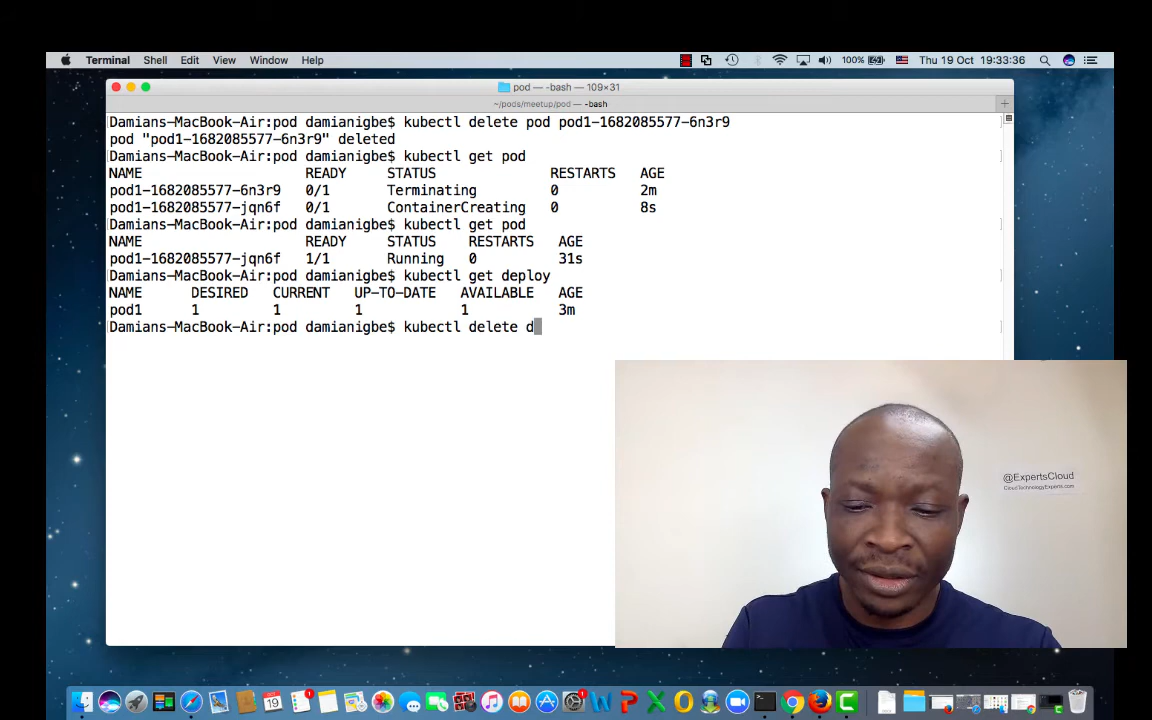 Terminal Shell Edit View Window Help 100% Thu 19 Oct 19:33:36
pod — -bash — 109×31
~/pods/meetup/pod — -bash
Damians-MacBook-Air:pod damianigbe$ kubectl delete pod pod1-1682085577-6n3r9
pod "pod1-1682085577-6n3r9" deleted
Damians-MacBook-Air:pod damianigbe$ kubectl get pod
NAME READY STATUS RESTARTS AGE
pod1-1682085577-6n3r9 0/1 Terminating 0 2m
pod1-1682085577-jqn6f 0/1 ContainerCreating 0 8s
Damians-MacBook-Air:pod damianigbe$ kubectl get pod
NAME READY STATUS RESTARTS AGE
pod1-1682085577-jqn6f 1/1 Running 0 31s
Damians-MacBook-Air:pod damianigbe$ kubectl get deploy
NAME DESIRED CURRENT UP-TO-DATE AVAILABLE AGE
pod1 1 1 1 1 3m
Damians-MacBook-Air:pod damianigbe$ kubectl delete d
@ExpertsCloud
CloudTechnologyExperts.com
19
1
1